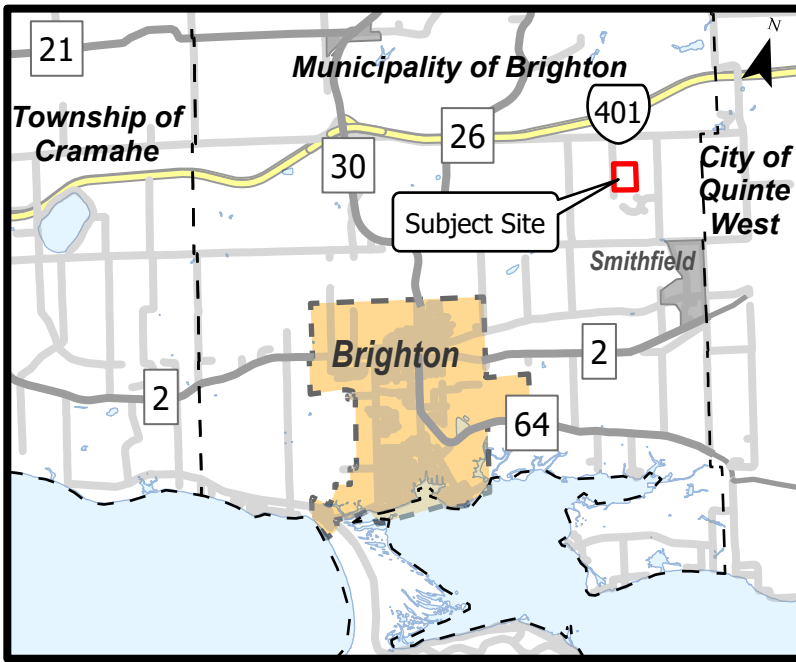 21
N
Municipality of Brighton
401
Township of
Cramahe
26
30
City of
Quinte
West
Subject Site
Smithfield
Brighton
2
2
64